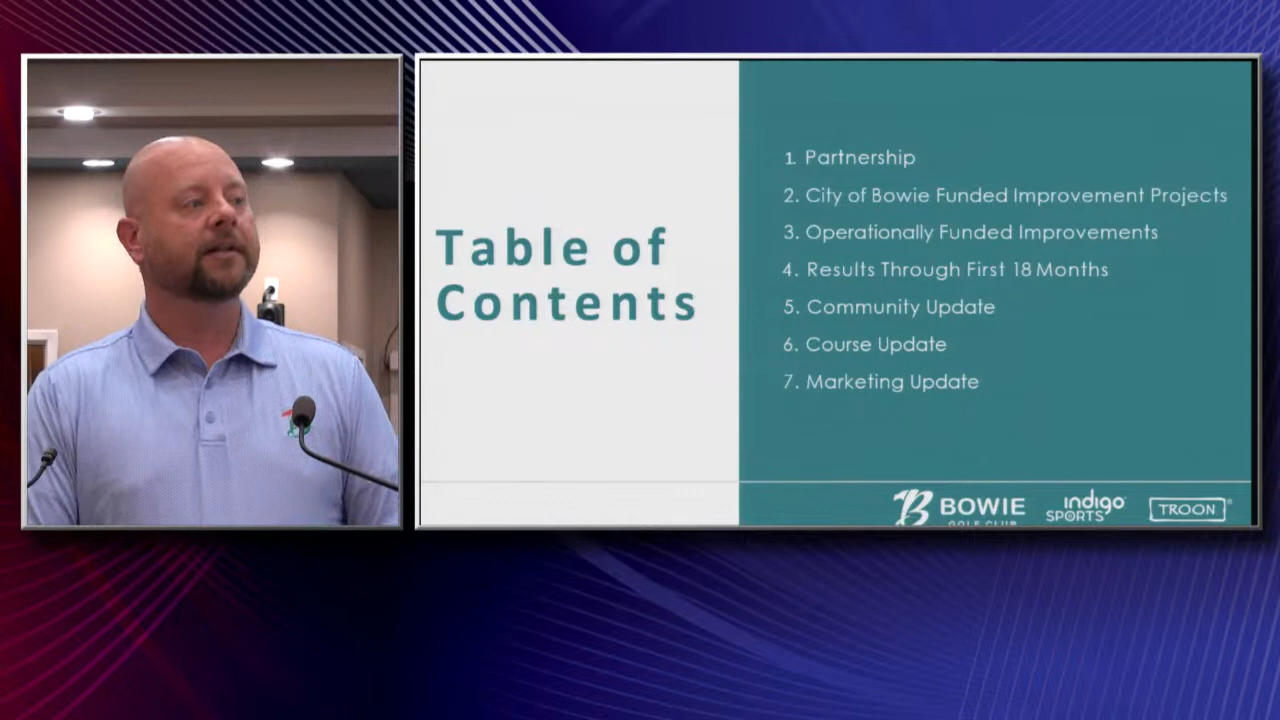 Table of
Contents
1. Partnership
2. City of Bowie Funded Improvement Projects
3. Operationally Funded Improvements
4. Results Through First 18 Months
5. Community Update
6. Course Update
7. Marketing Update
B BOWIE
GOLF CLUB
indigo
SPORTS
TROON